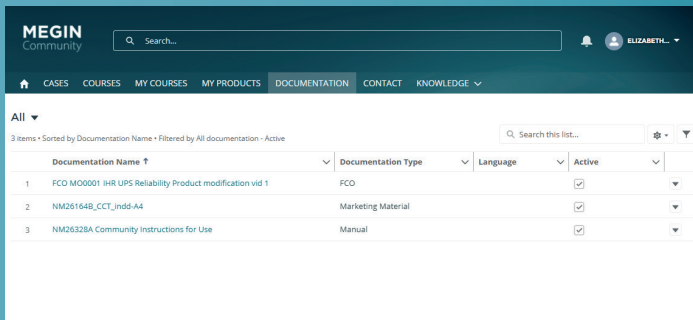 MEGIN
Community
Search...
ELIZABETH...
CASES COURSES MY COURSES MY PRODUCTS DOCUMENTATION CONTACT KNOWLEDGE
All
3 items • Sorted by Documentation Name • Filtered by All documentation - Active
Search this list...
Documentation Name ↑ Documentation Type Language Active
1 FCO MO0001 IHR UPS Reliability Product modification vid 1 FCO
2 NM26164B_CCT_indd-A4 Marketing Material
3 NM26328A Community Instructions for Use Manual